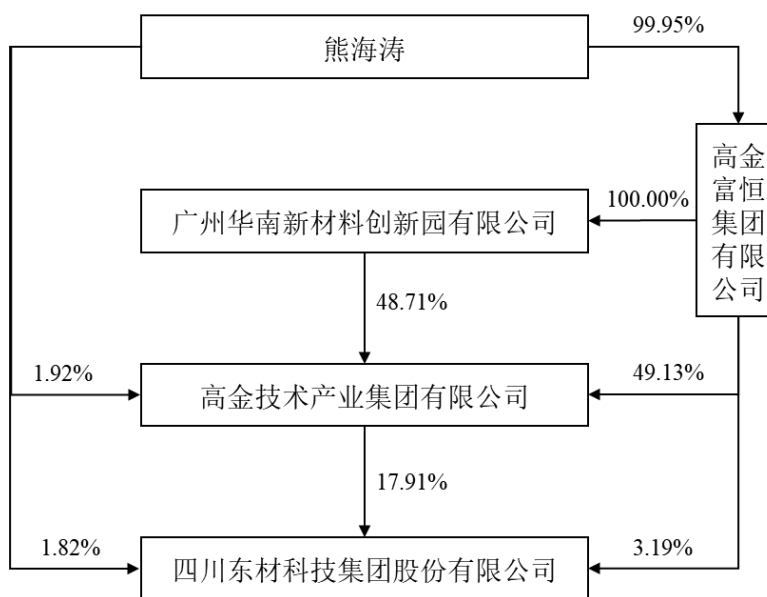 熊海涛
99.95%
高金
富恒
集团
有限
公司
广州华南新材料创新园有限公司
100.00%
48.71%
1.92%
高金技术产业集团有限公司
49.13%
17.91%
1.82%
四川东材科技集团股份有限公司
3.19%